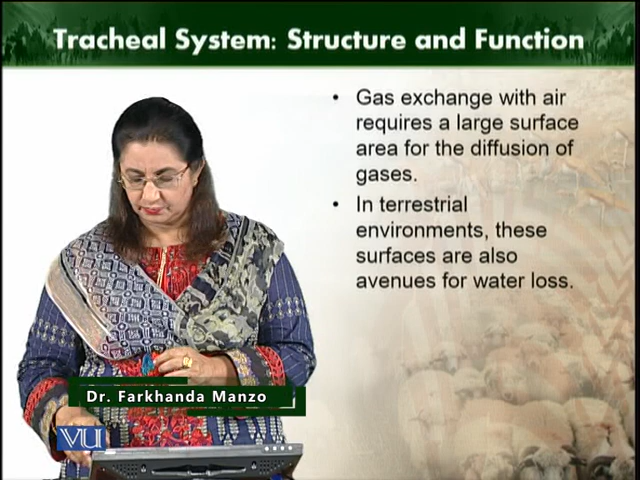 Tracheal System: Structure and Function
• Gas exchange with air
requires a large surface
area for the diffusion of
gases.
• In terrestrial
environments, these
surfaces are also
avenues for water loss.
Dr. Farkhanda Manzo
VU